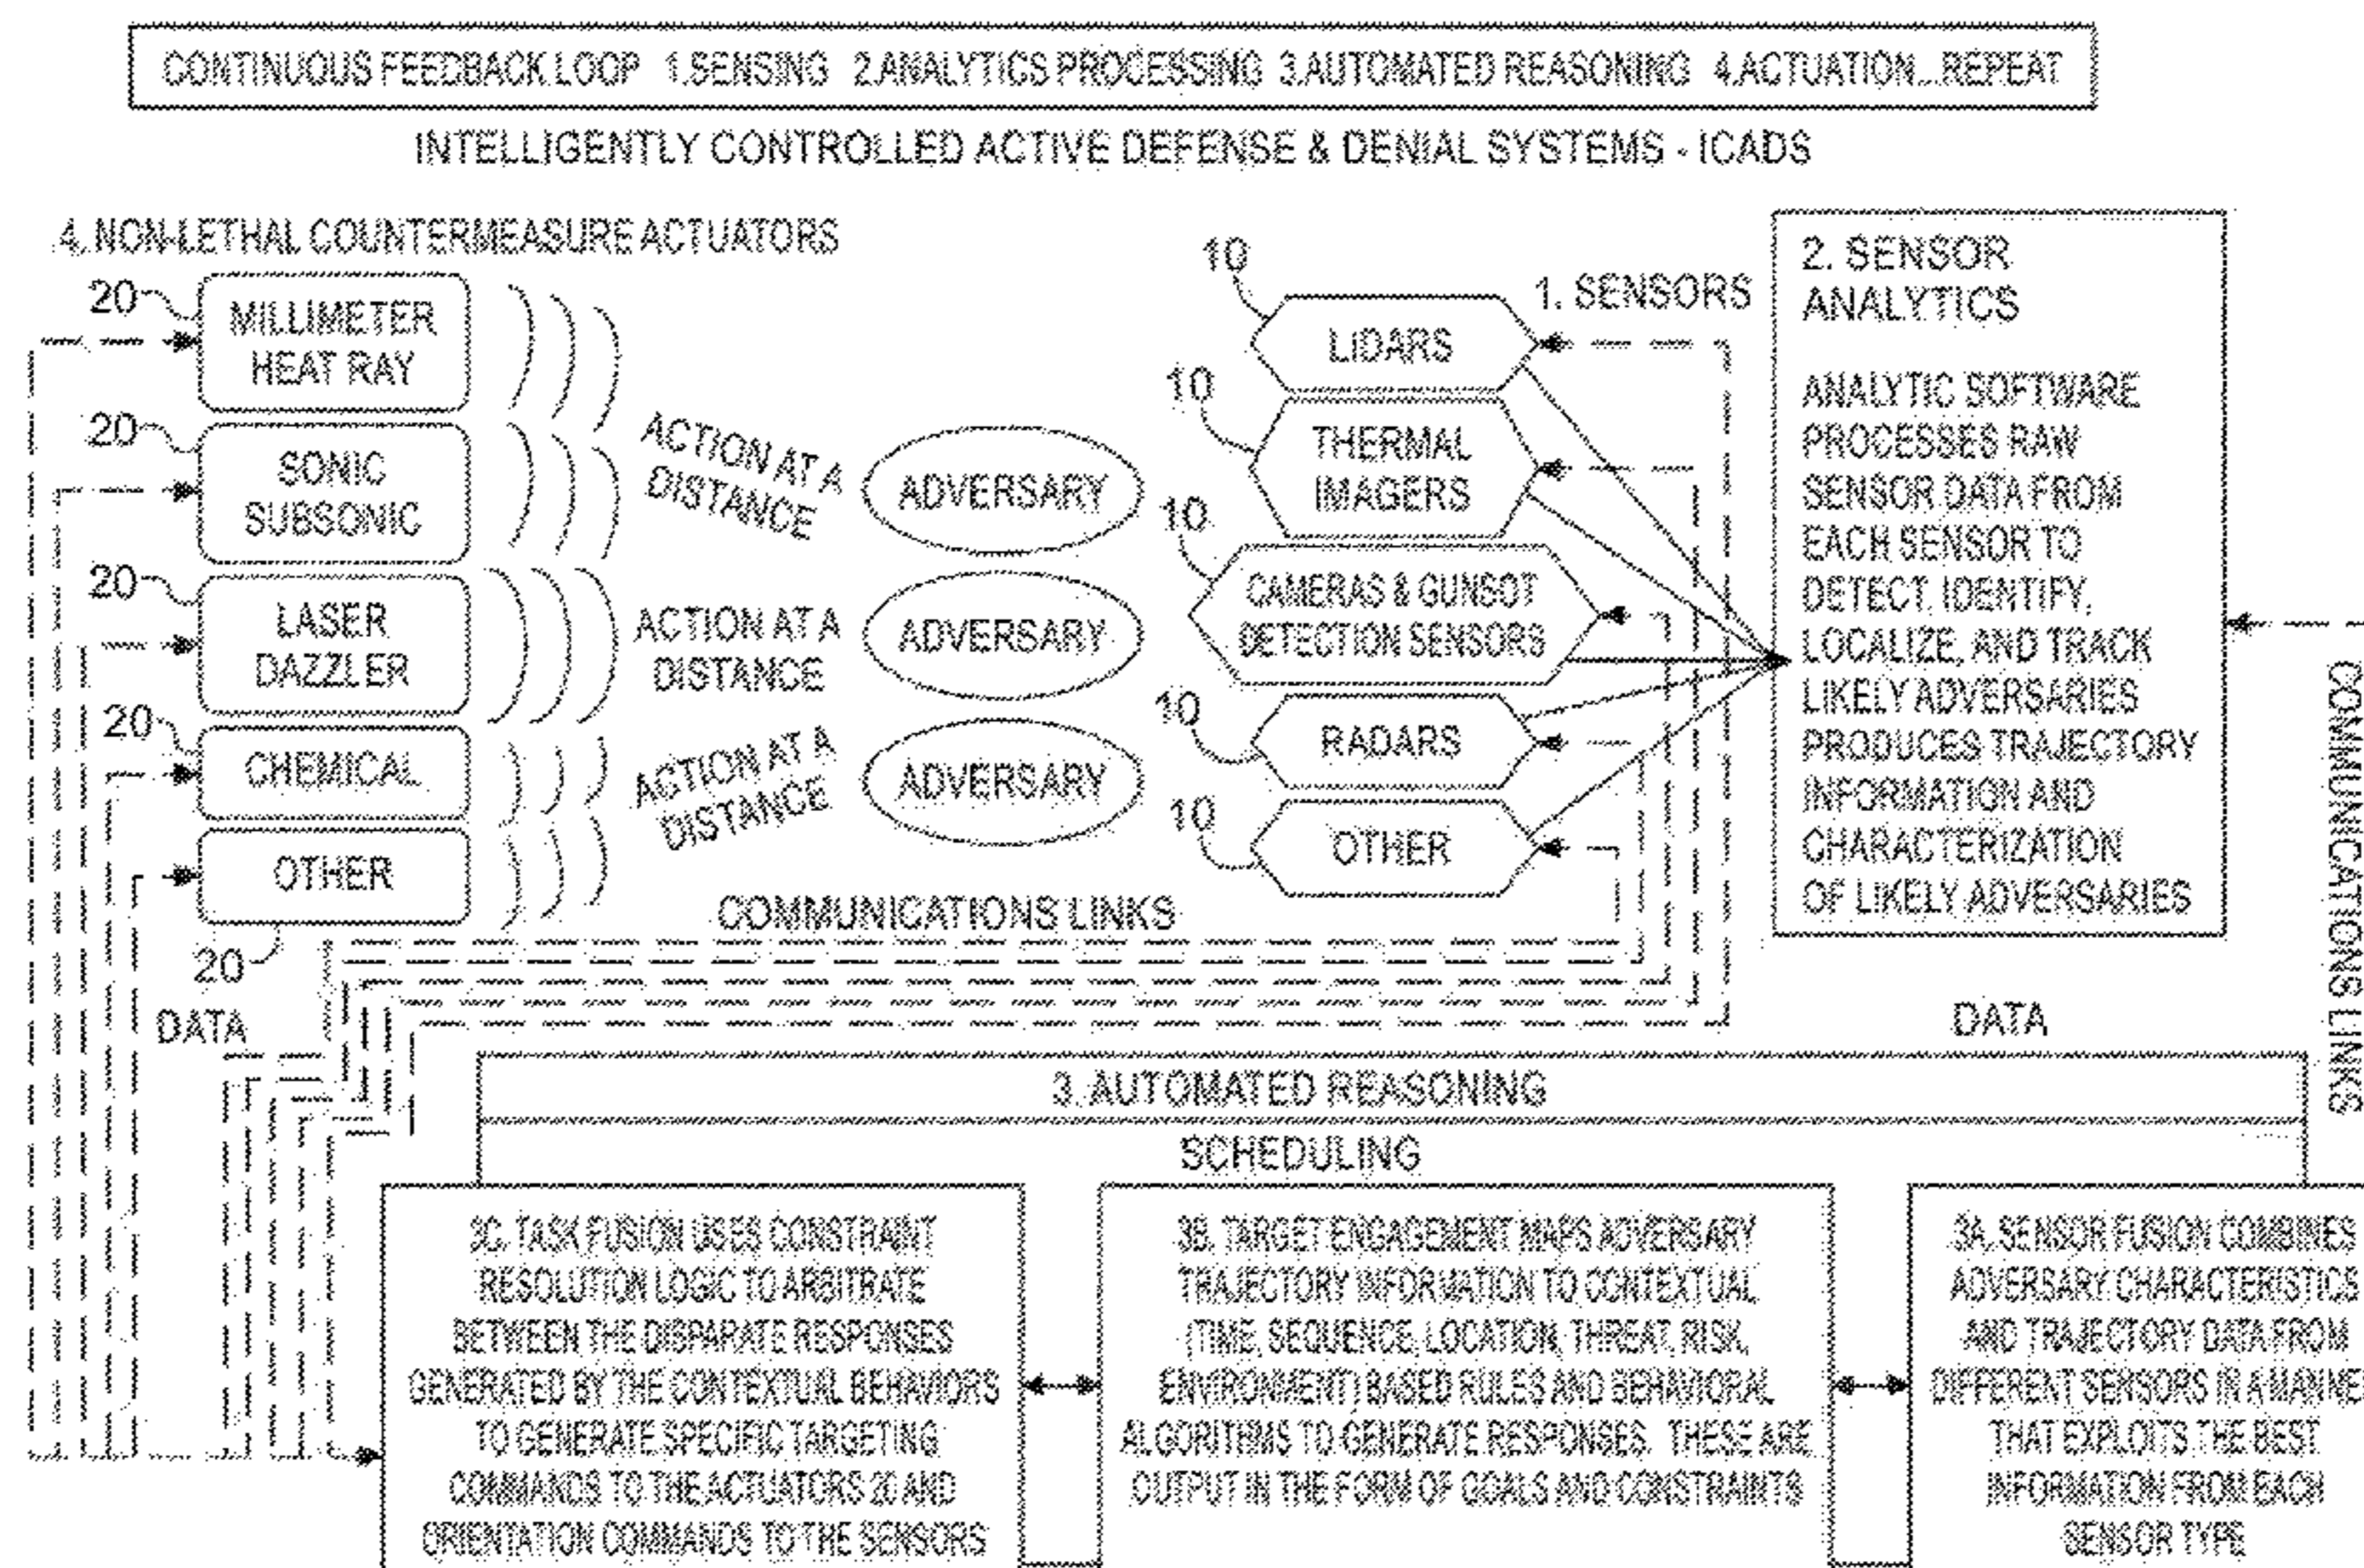 CONTINUOUS FEEDBACK LOOP 1.SENSING 2.ANALYTICS PROCESSING 3.AUTOMATED REASONING 4.ACTUATION...REPEAT
INTELLIGENTLY CONTROLLED ACTIVE DEFENSE & DENIAL SYSTEMS - ICADS
4. NON-LETHAL COUNTERMEASURE ACTUATORS
20
MILLIMETER
HEAT RAY
20
SONIC
SUBSONIC
20
LASER
DAZZLER
20
CHEMICAL
OTHER
20
ACTION AT A
DISTANCE
ACTION AT A
DISTANCE
ACTION AT A
DISTANCE
ADVERSARY
ADVERSARY
ADVERSARY
1. SENSORS
10
LIDARS
10
THERMAL
IMAGERS
10
CAMERAS & GUNSOT
DETECTION SENSORS
10
RADARS
10
OTHER
2. SENSOR
ANALYTICS
ANALYTIC SOFTWARE
PROCESSES RAW
SENSOR DATA FROM
EACH SENSOR TO
DETECT, IDENTIFY,
LOCALIZE, AND TRACK
LIKELY ADVERSARIES
PRODUCES TRAJECTORY
INFORMATION AND
CHARACTERIZATION
OF LIKELY ADVERSARIES
COMMUNICATIONS LINKS
COMMUNICATIONS LINKS
DATA
DATA
3. AUTOMATED REASONING
SCHEDULING
3C. TASK FUSION USES CONSTRAINT
RESOLUTION LOGIC TO ARBITRATE
BETWEEN THE DISPARATE RESPONSES
GENERATED BY THE CONTEXTUAL BEHAVIORS
TO GENERATE SPECIFIC TARGETING
COMMANDS TO THE ACTUATORS 20 AND
ORIENTATION COMMANDS TO THE SENSORS
3B. TARGET ENGAGEMENT MAPS ADVERSARY
TRAJECTORY INFORMATION TO CONTEXTUAL
(TIME, SEQUENCE, LOCATION, THREAT, RISK,
ENVIRONMENT) BASED RULES AND BEHAVIORAL
ALGORITHMS TO GENERATE RESPONSES. THESE ARE
OUTPUT IN THE FORM OF GOALS AND CONSTRAINTS
3A. SENSOR FUSION COMBINES
ADVERSARY CHARACTERISTICS
AND TRAJECTORY DATA FROM
DIFFERENT SENSORS IN A MANNE
THAT EXPLOITS THE BEST
INFORMATION FROM EACH
SENSOR TYPE